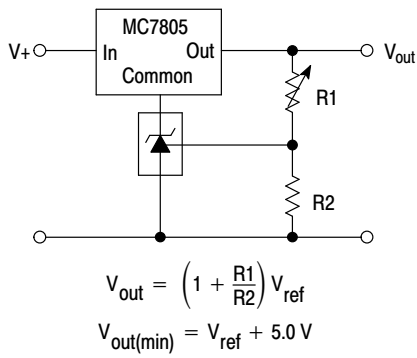 MC7805
V+ In Out Vout
Common
R1
R2
Vout = (1 + R1/R2) Vref
Vout(min) = Vref + 5.0 V